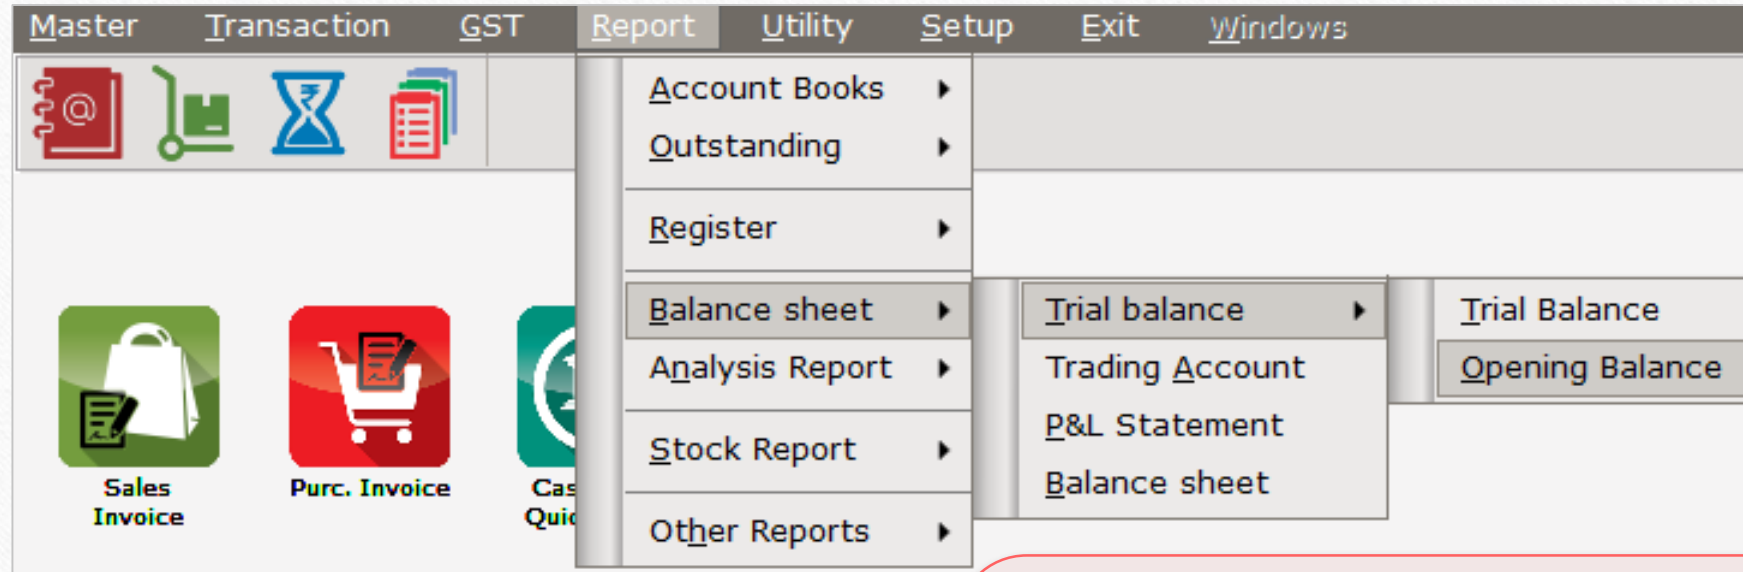 Master Transaction GST Report Utility Setup Exit Windows
Account Books
Outstanding
Register
Balance sheet
Analysis Report
Stock Report
Other Reports
Trial balance
Trading Account
P&L Statement
Balance sheet
Trial Balance
Opening Balance
Sales
Invoice
Purc. Invoice